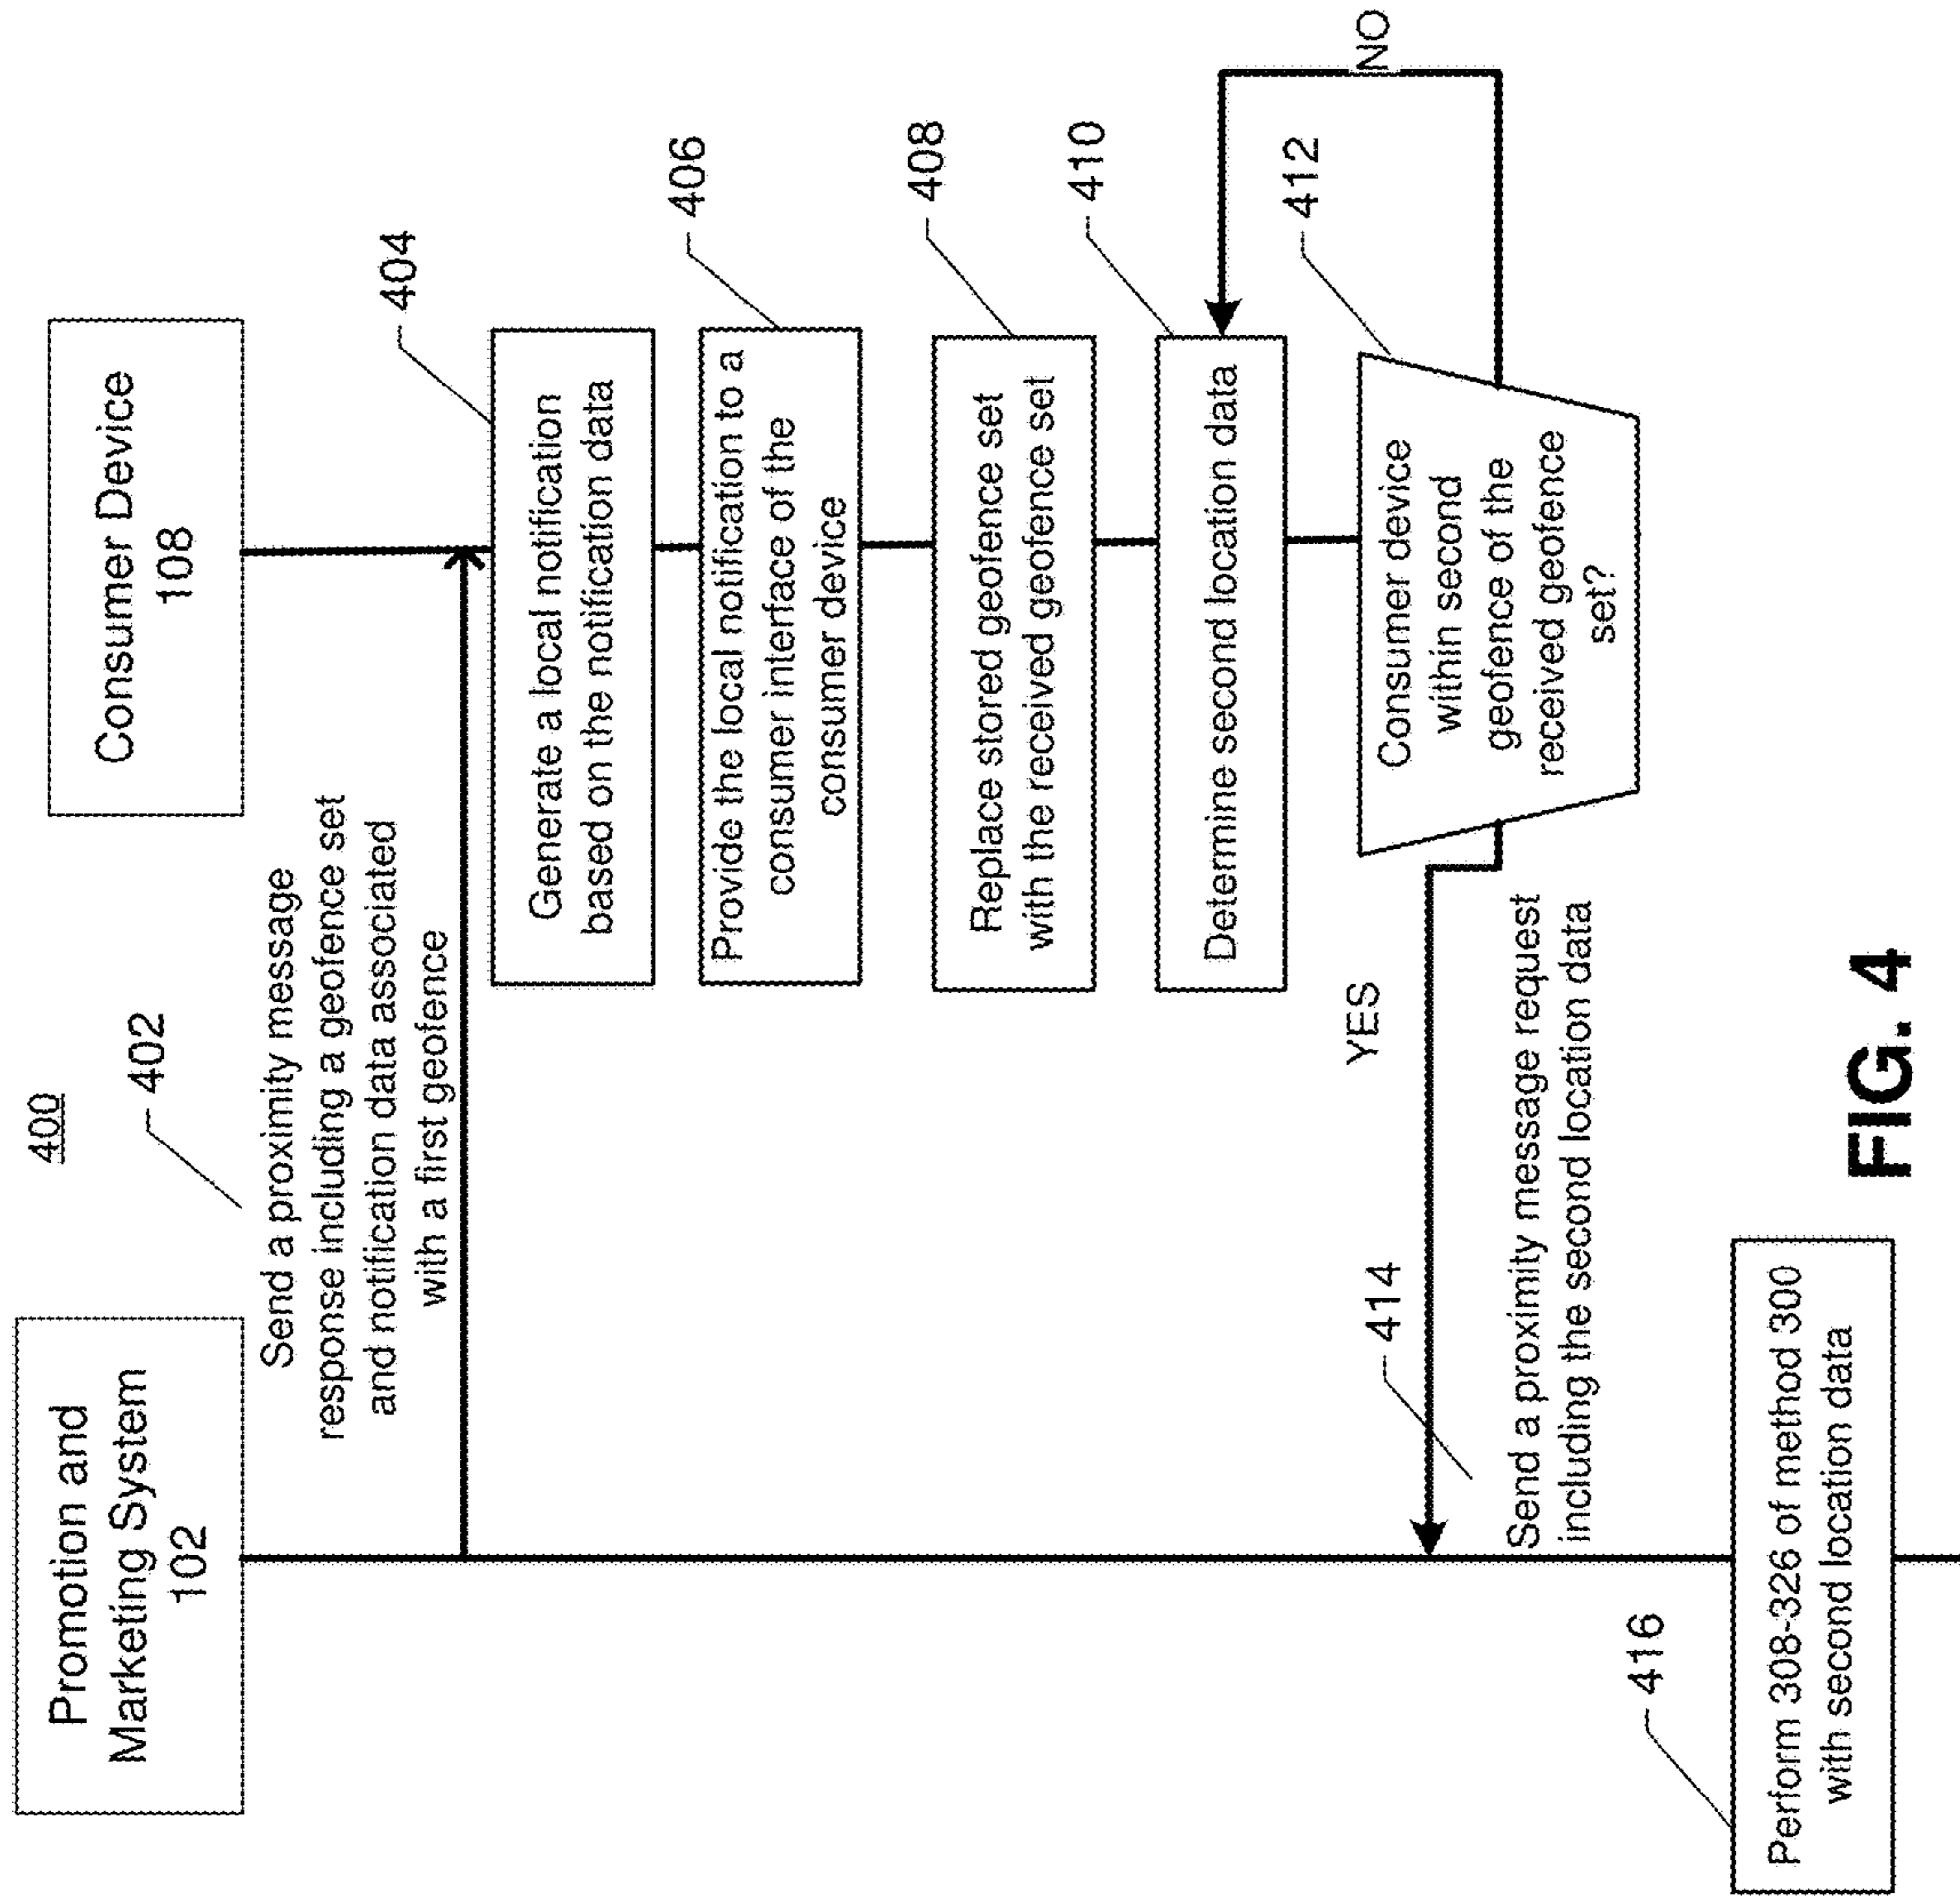 400
Promotion and
Marketing System
102
Consumer Device
108
402
Send a proximity message
response including a geofence set
and notification data associated
with a first geofence
404
Generate a local notification
based on the notification data
406
Provide the local notification to a
consumer interface of the
consumer device
408
Replace stored geofence set
with the received geofence set
410
Determine second location data
412
Consumer device
within second
geofence of the
received geofence
set?
NO
YES
414
Send a proximity message request
including the second location data
416
Perform 308-326 of method 300
with second location data
FIG. 4